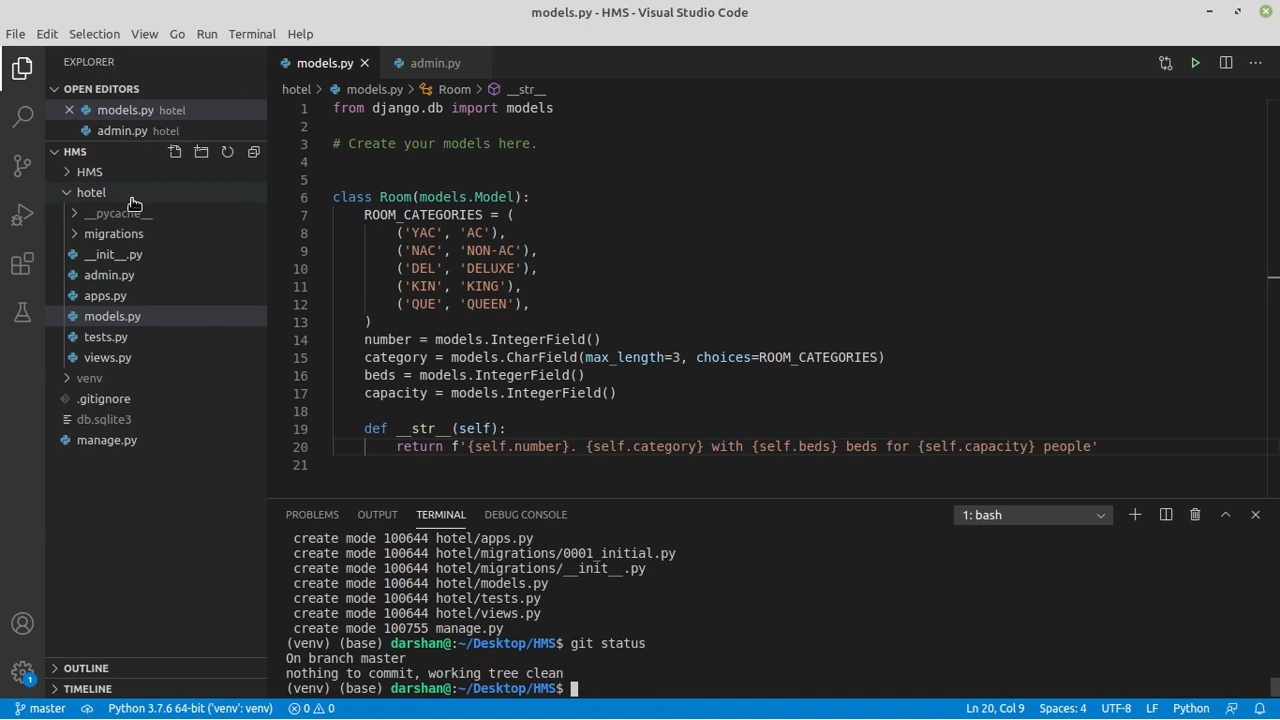 models.py - HMS - Visual Studio Code
File Edit Selection View Go Run Terminal Help
EXPLORER
OPEN EDITORS
models.py hotel
admin.py hotel
HMS
HMS
hotel
__pycache__
migrations
__init__.py
admin.py
apps.py
models.py
tests.py
views.py
venv
.gitignore
db.sqlite3
manage.py
OUTLINE
TIMELINE
models.py
admin.py
hotel > models.py > Room > __str__
1 from django.db import models
2
3 # Create your models here.
4
5
6 class Room(models.Model):
7 ROOM_CATEGORIES = (
8 ('YAC', 'AC'),
9 ('NAC', 'NON-AC'),
10 ('DEL', 'DELUXE'),
11 ('KIN', 'KING'),
12 ('QUE', 'QUEEN'),
13 )
14 number = models.IntegerField()
15 category = models.CharField(max_length=3, choices=ROOM_CATEGORIES)
16 beds = models.IntegerField()
17 capacity = models.IntegerField()
18
19 def __str__(self):
20 return f'{self.number}. {self.category} with {self.beds} beds for {self.capacity} people'
21
PROBLEMS OUTPUT TERMINAL DEBUG CONSOLE 1: bash
create mode 100644 hotel/apps.py
create mode 100644 hotel/migrations/0001_initial.py
create mode 100644 hotel/migrations/__init__.py
create mode 100644 hotel/models.py
create mode 100644 hotel/tests.py
create mode 100644 hotel/views.py
create mode 100755 manage.py
(venv) (base) darshan@:~/Desktop/HMS$ git status
On branch master
nothing to commit, working tree clean
(venv) (base) darshan@:~/Desktop/HMS$
1
master Python 3.7.6 64-bit ('venv': venv) 0 0 Ln 20, Col 9 Spaces: 4 UTF-8 LF Python